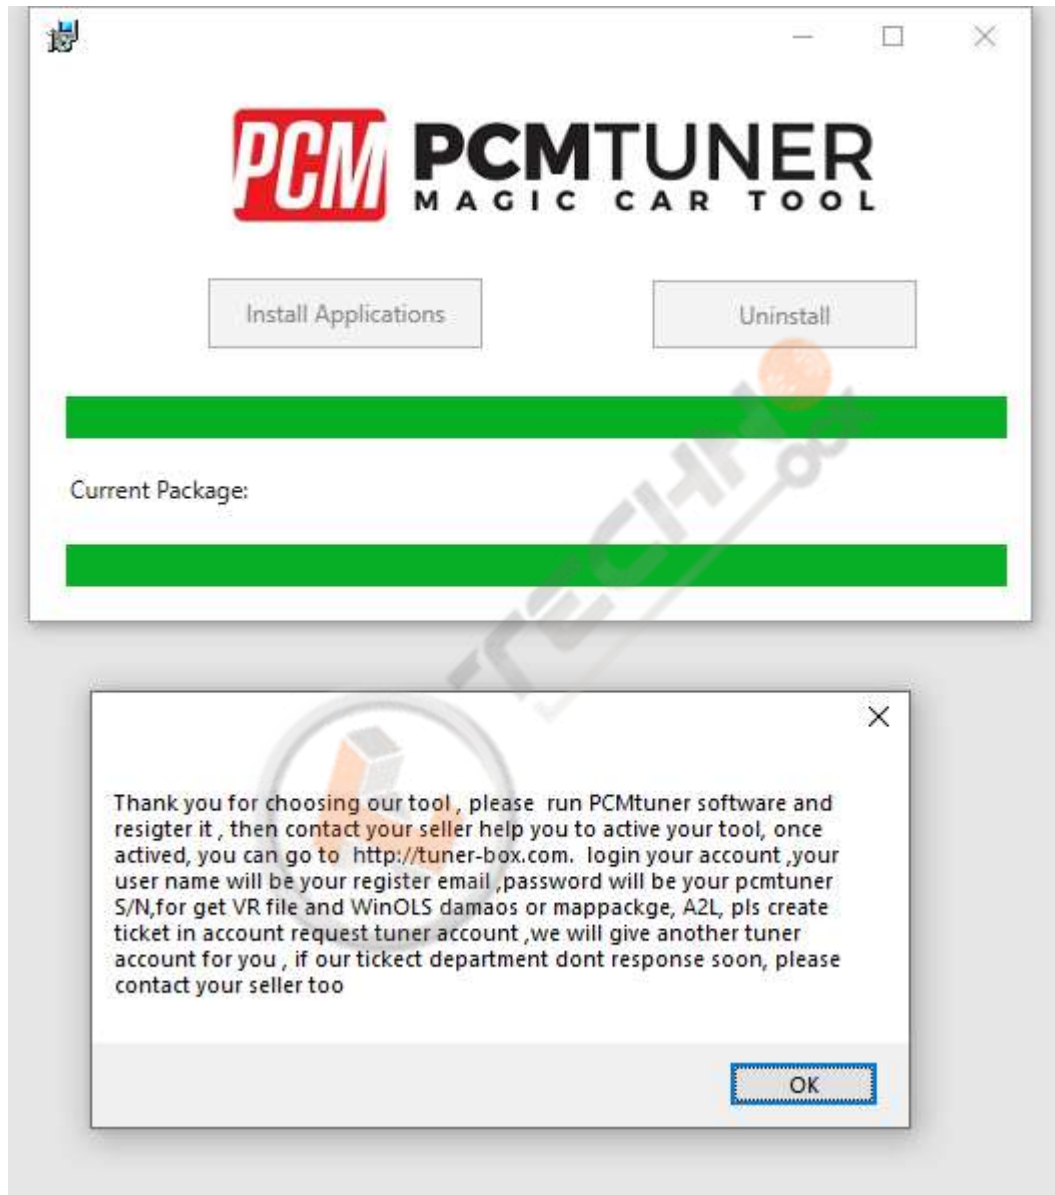 PCM PCMTUNER
MAGIC CAR TOOL
Install Applications
Uninstall
Current Package:
TECHNO
LOCK
Thank you for choosing our tool , please  run PCMtuner software and
resigter it , then contact your seller help you to active your tool, once
actived, you can go to  http://tuner-box.com.  login your account ,your
user name will be your register email ,password will be your pcmtuner
S/N,for get VR file and WinOLS damaos or mappackge, A2L, pls create
ticket in account request tuner account ,we will give another tuner
account for you , if our tickect department dont response soon, please
contact your seller too
OK